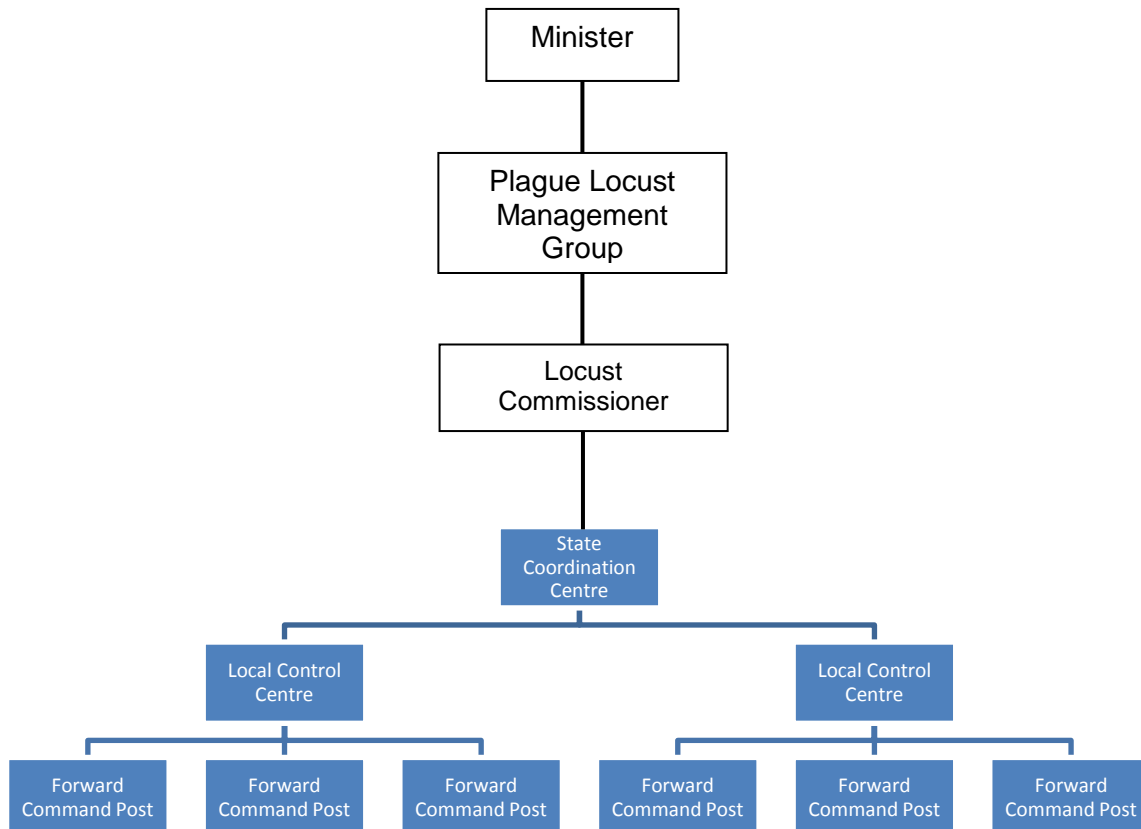 Minister
Plague Locust
Management
Group
Locust
Commissioner
State
Coordination
Centre
Local Control
Centre
Local Control
Centre
Forward
Command Post
Forward
Command Post
Forward
Command Post
Forward
Command Post
Forward
Command Post
Forward
Command Post